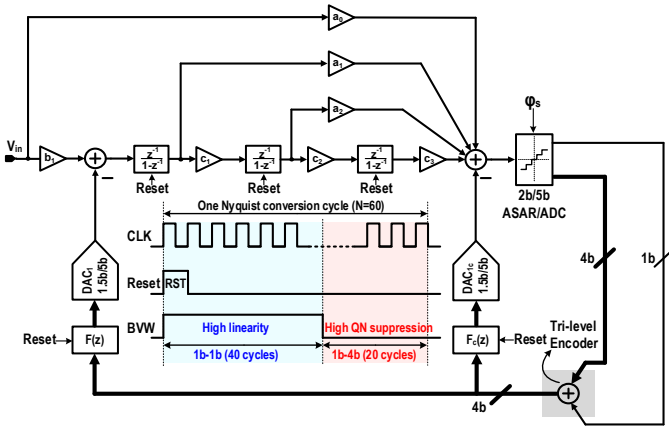 a₀
a₁
a₂
φₛ
Vᵢₙ
b₁
+
z⁻¹
1-z⁻¹
c₁
z⁻¹
1-z⁻¹
c₂
z⁻¹
1-z⁻¹
c₃
+
−
−
Reset
Reset
Reset
2b/5b
ASAR/ADC
One Nyquist conversion cycle (N=60)
CLK
Reset
RST
BVW
High linearity
High QN suppression
1b-1b (40 cycles)
1b-4b (20 cycles)
DAC₁
1.5b/5b
DAC₁c
1.5b/5b
4b
1b
Tri-level
Encoder
Reset
F(z)
Fc(z)
Reset
+
4b